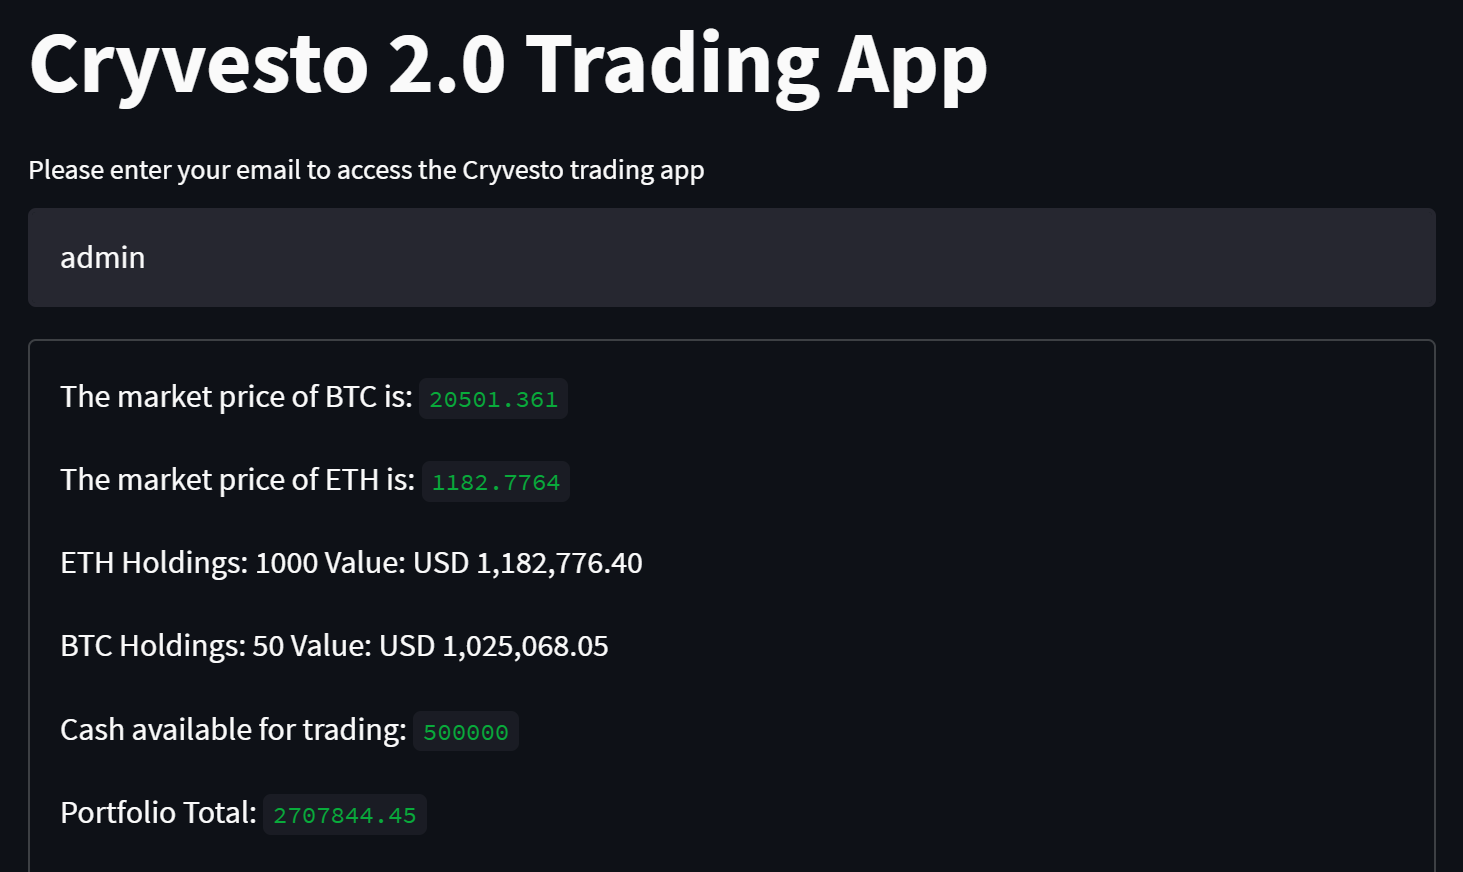 Cryvesto 2.0 Trading App
Please enter your email to access the Cryvesto trading app
admin
The market price of BTC is: 20501.361
The market price of ETH is: 1182.7764
ETH Holdings: 1000 Value: USD 1,182,776.40
BTC Holdings: 50 Value: USD 1,025,068.05
Cash available for trading: 500000
Portfolio Total: 2707844.45